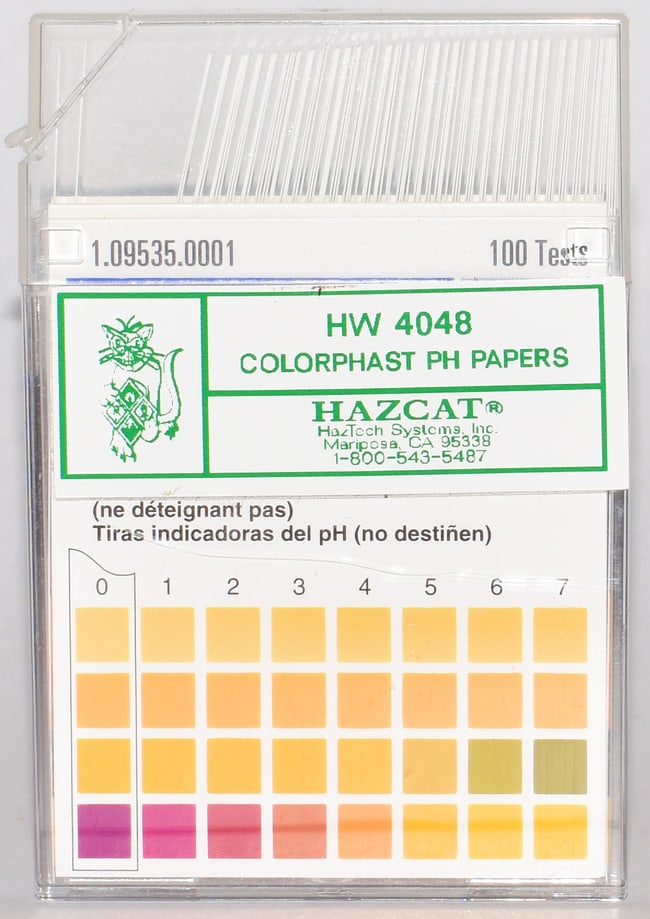 1.09535.0001 100 Tests
HW 4048
COLORPHAST PH PAPERS
HAZCAT®
HazTech Systems, Inc.
Mariposa, CA 95338
1-800-543-5487
(ne déteignant pas)
Tiras indicadoras del pH (no destiñen)
0 1 2 3 4 5 6 7